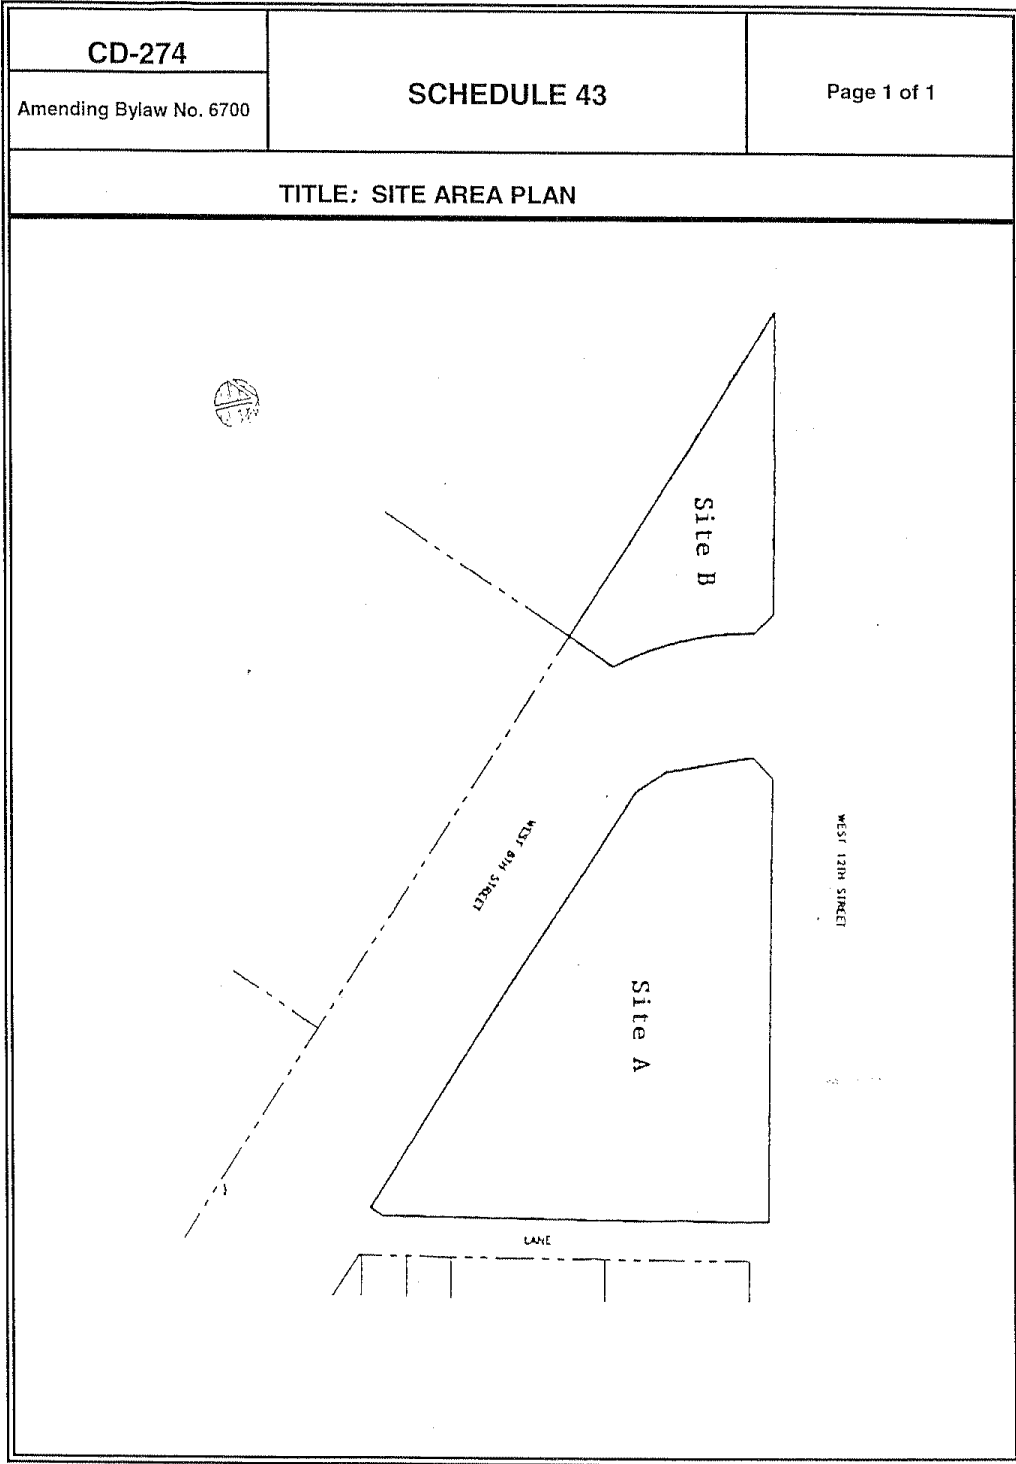 CD-274
Amending Bylaw No. 6700
SCHEDULE 43
Page 1 of 1
TITLE: SITE AREA PLAN
Site B
WEST 8TH STREET
WEST 12TH STREET
Site A
LANE